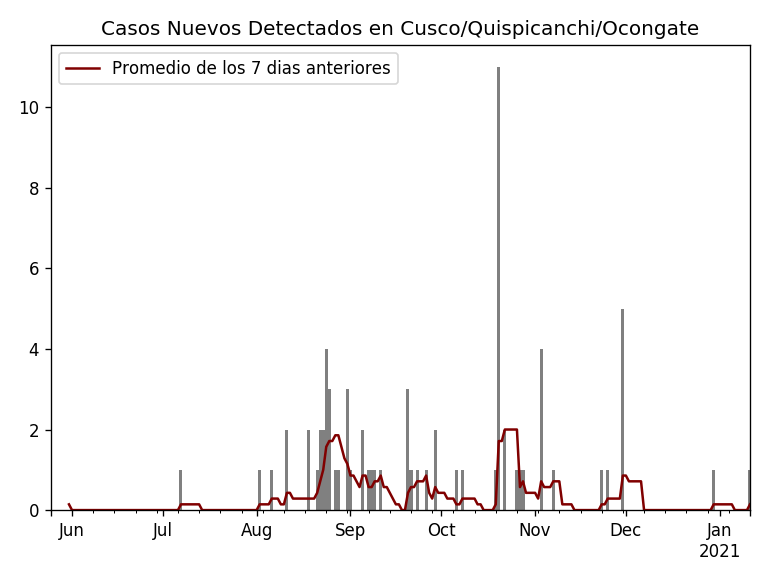 Casos Nuevos Detectados en Cusco/Quispicanchi/Ocongate
Promedio de los 7 dias anteriores
10
8
6
4
2
0
Jun Jul Aug Sep Oct Nov Dec Jan
2021